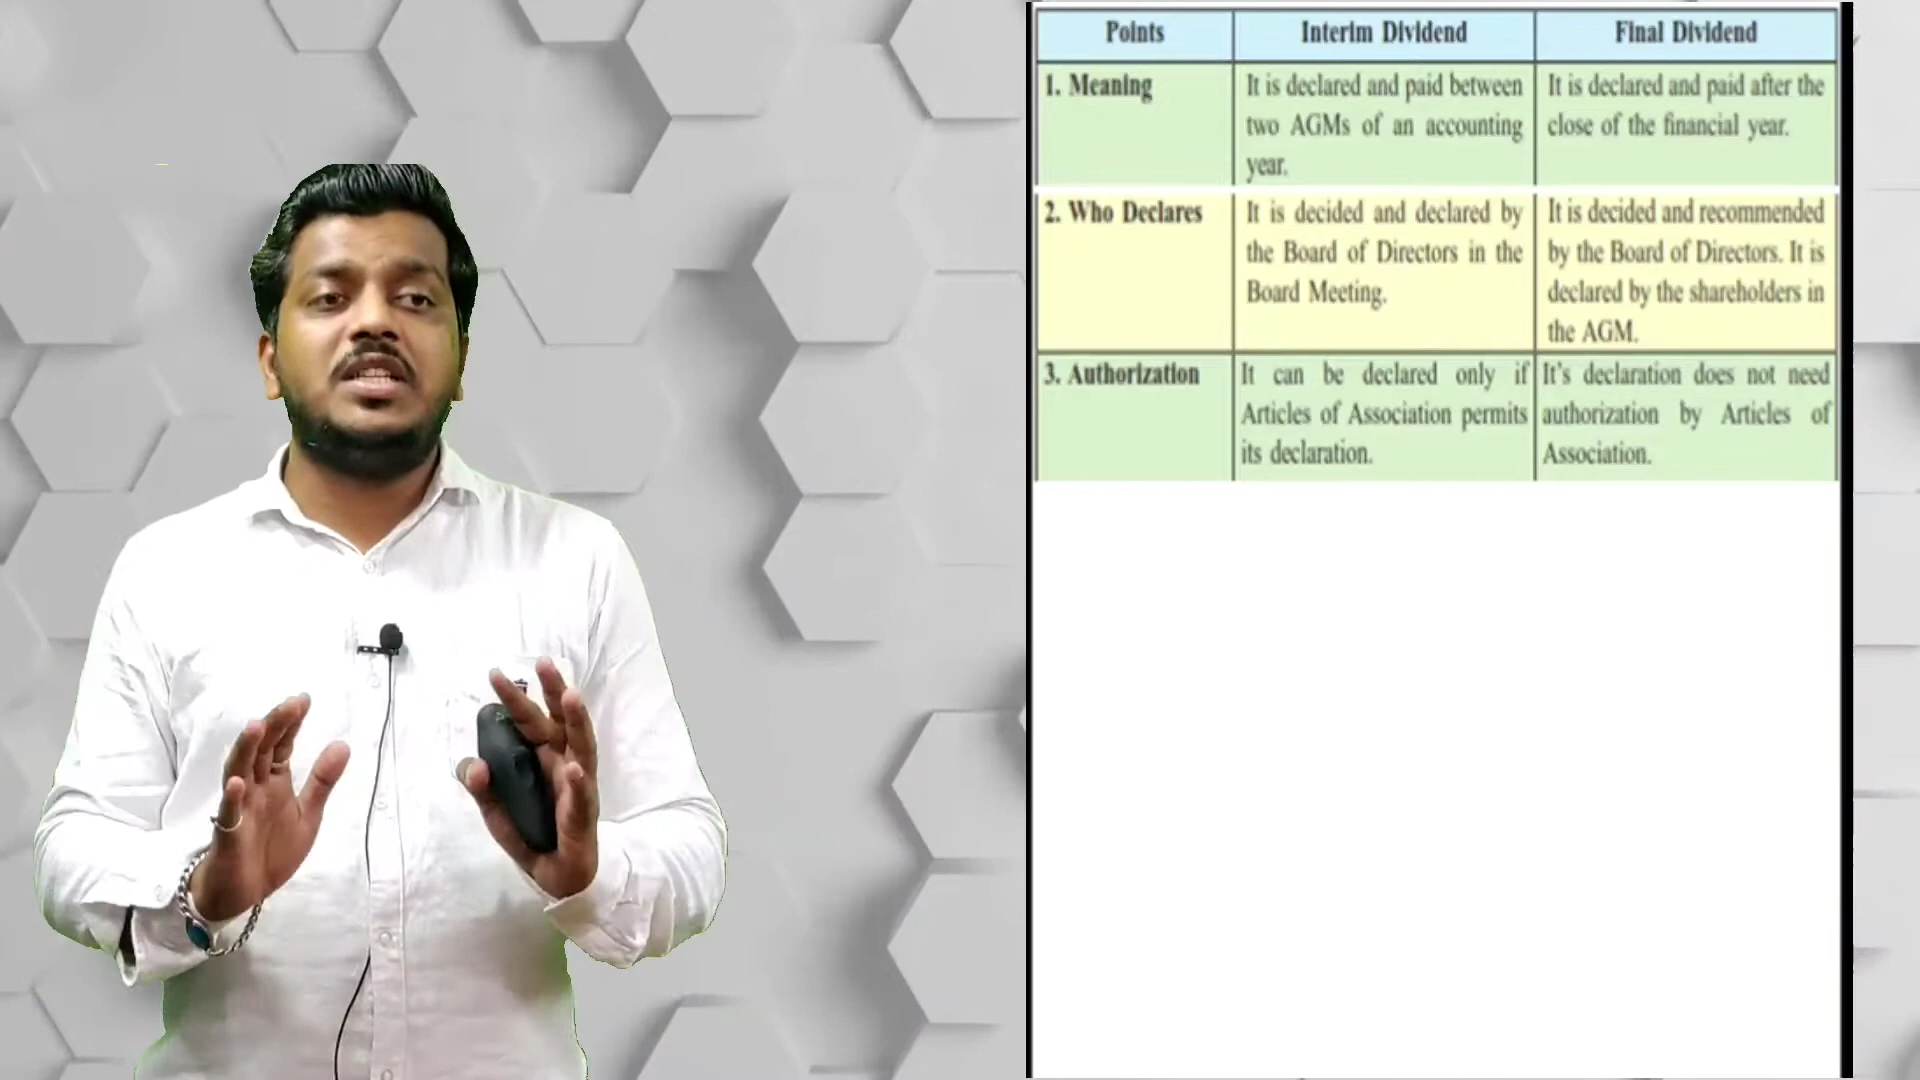 Points Interim Dividend Final Dividend
1. Meaning It is declared and paid between It is declared and paid after the
two AGMs of an accounting close of the financial year.
year.
2. Who Declares It is decided and declared by It is decided and recommended
the Board of Directors in the by the Board of Directors. It is
Board Meeting. declared by the shareholders in
the AGM.
3. Authorization It can be declared only if It's declaration does not need
Articles of Association permits authorization by Articles of
its declaration. Association.